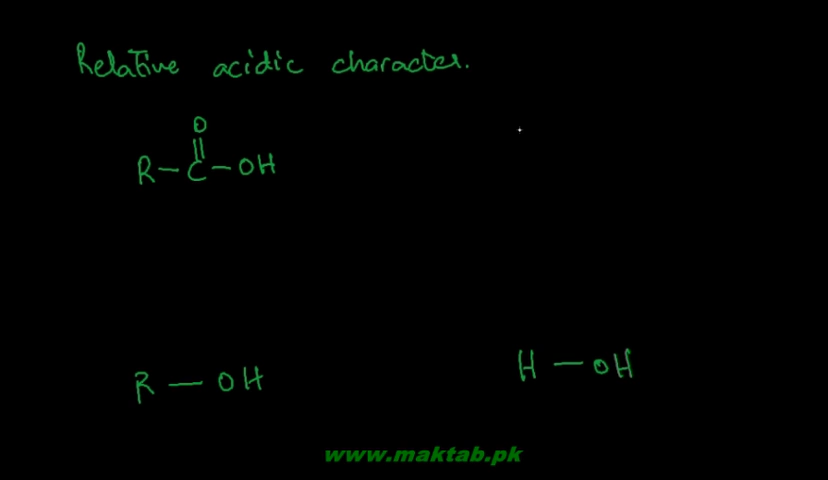 Relative acidic character.
O
||
R — C — OH
R — OH
H — OH
www.maktab.pk